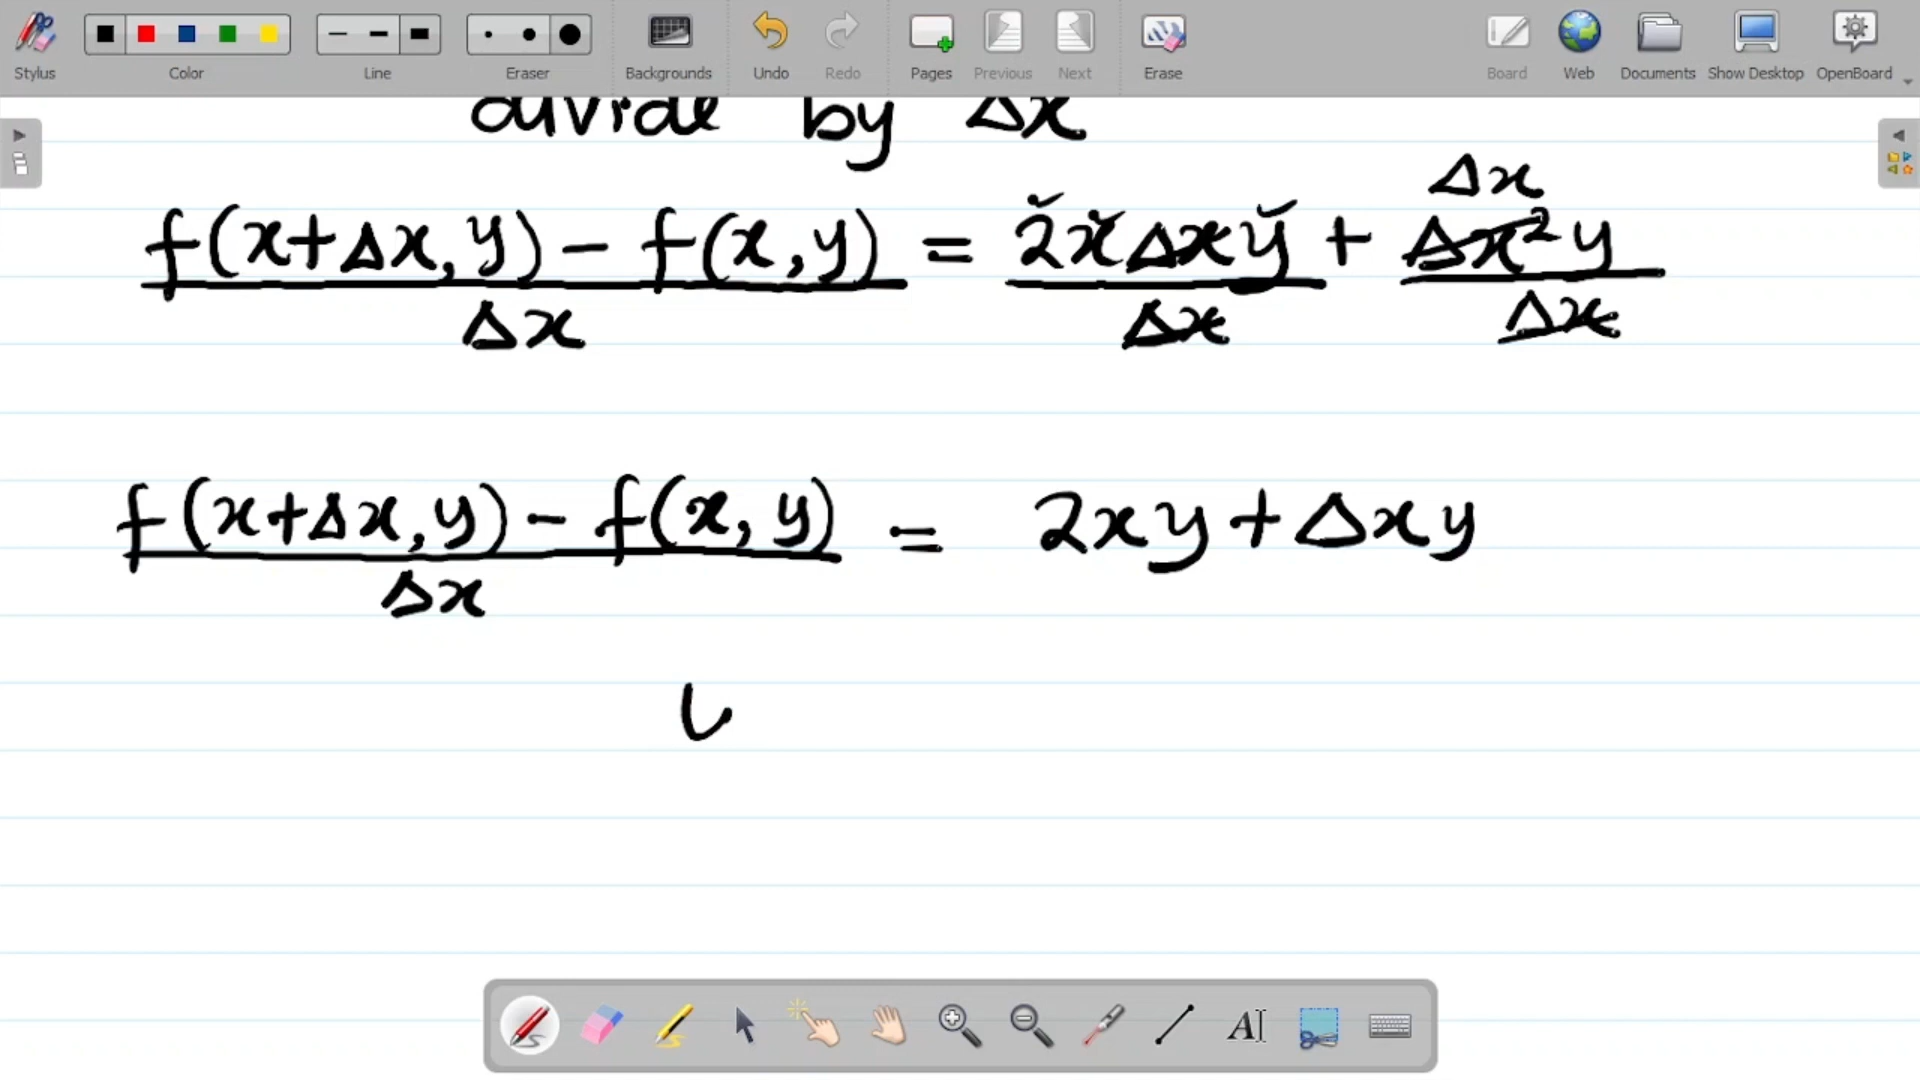 Stylus Color Line Eraser Backgrounds Undo Redo Pages Previous Next Erase Board Web Documents Show Desktop OpenBoard
divide by Δx
Δx
f(x+Δx,y) - f(x,y) = 2xΔxy + Δx²y
Δx Δx Δx
f(x+Δx,y) - f(x,y) = 2xy + Δxy
Δx